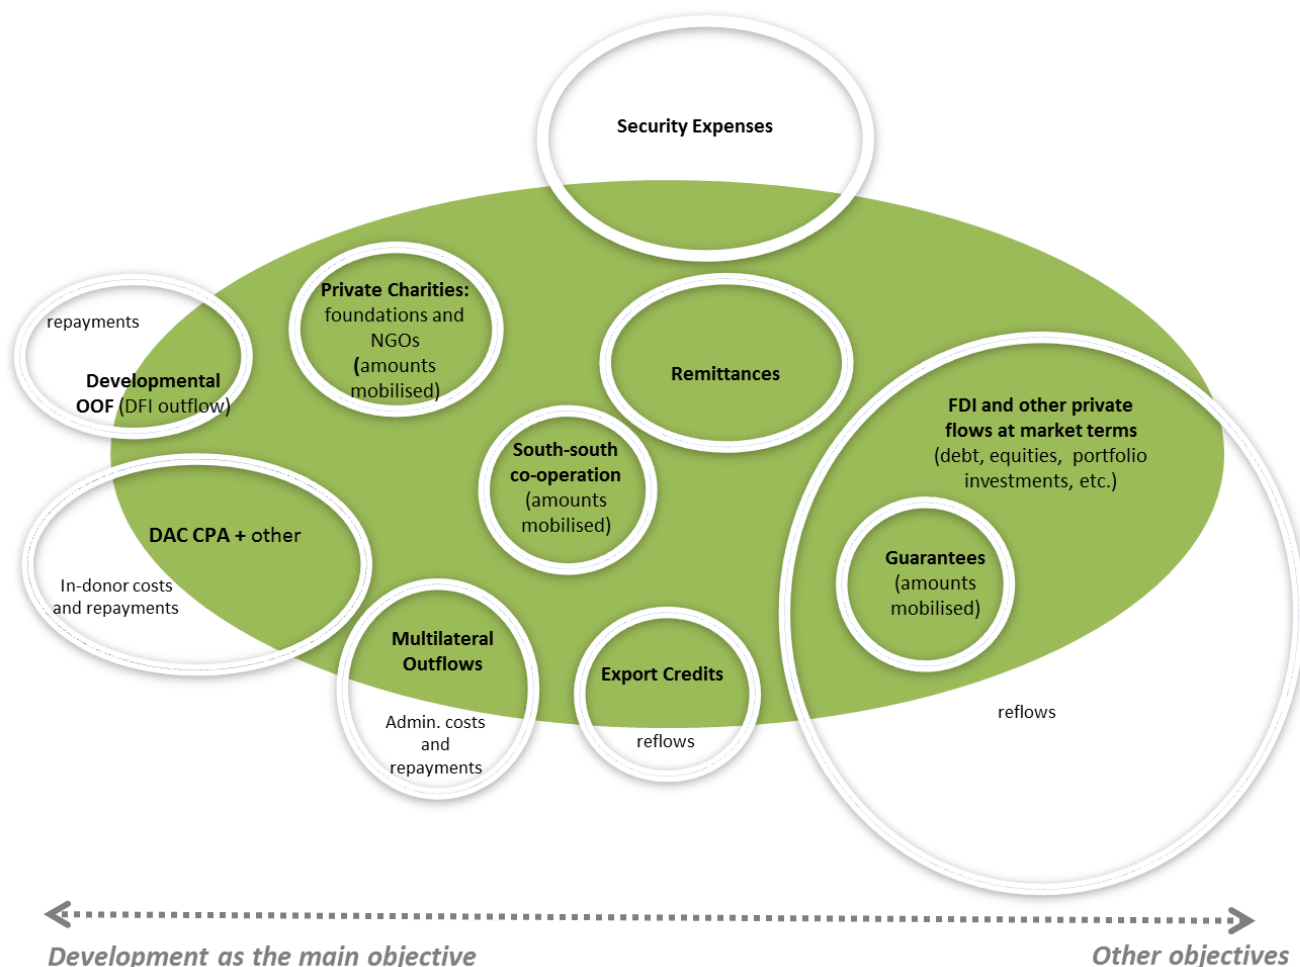 Security Expenses
Private Charities:
foundations and
NGOs
(amounts
mobilised)
repayments
Developmental
OOF (DFI outflow)
Remittances
FDI and other private
flows at market terms
(debt, equities, portfolio
investments, etc.)
South-south
co-operation
(amounts
mobilised)
DAC CPA + other
In-donor costs
and repayments
Guarantees
(amounts
mobilised)
Multilateral
Outflows
Admin. costs
and
repayments
Export Credits
reflows
reflows
Development as the main objective
Other objectives